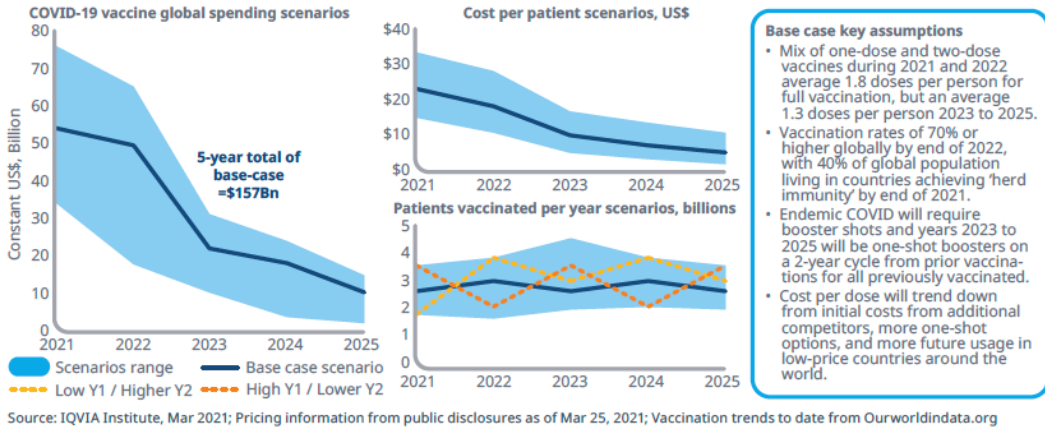 COVID-19 vaccine global spending scenarios
80
70
60
50
40
30
20
10
0
Constant US$, Billion
2021 2022 2023 2024 2025
5-year total of
base-case
=$157Bn
Scenarios range
Base case scenario
Low Y1 / Higher Y2
High Y1 / Lower Y2
Cost per patient scenarios, US$
$40
$30
$20
$10
$0
2021 2022 2023 2024 2025
Patients vaccinated per year scenarios, billions
5
4
3
2
1
0
2021 2022 2023 2024 2025
Base case key assumptions
• Mix of one-dose and two-dose
vaccines during 2021 and 2022
average 1.8 doses per person for
full vaccination, but an average
1.3 doses per person 2023 to 2025.
• Vaccination rates of 70% or
higher globally by end of 2022,
with 40% of global population
living in countries achieving ‘herd
immunity’ by end of 2021.
• Endemic COVID will require
booster shots and years 2023 to
2025 will be one-shot boosters on
a 2-year cycle from prior vaccina-
tions for all previously vaccinated.
• Cost per dose will trend down
from initial costs from additional
competitors, more one-shot
options, and more future usage in
low-price countries around the
world.
Source: IQVIA Institute, Mar 2021; Pricing information from public disclosures as of Mar 25, 2021; Vaccination trends to date from Ourworldindata.org